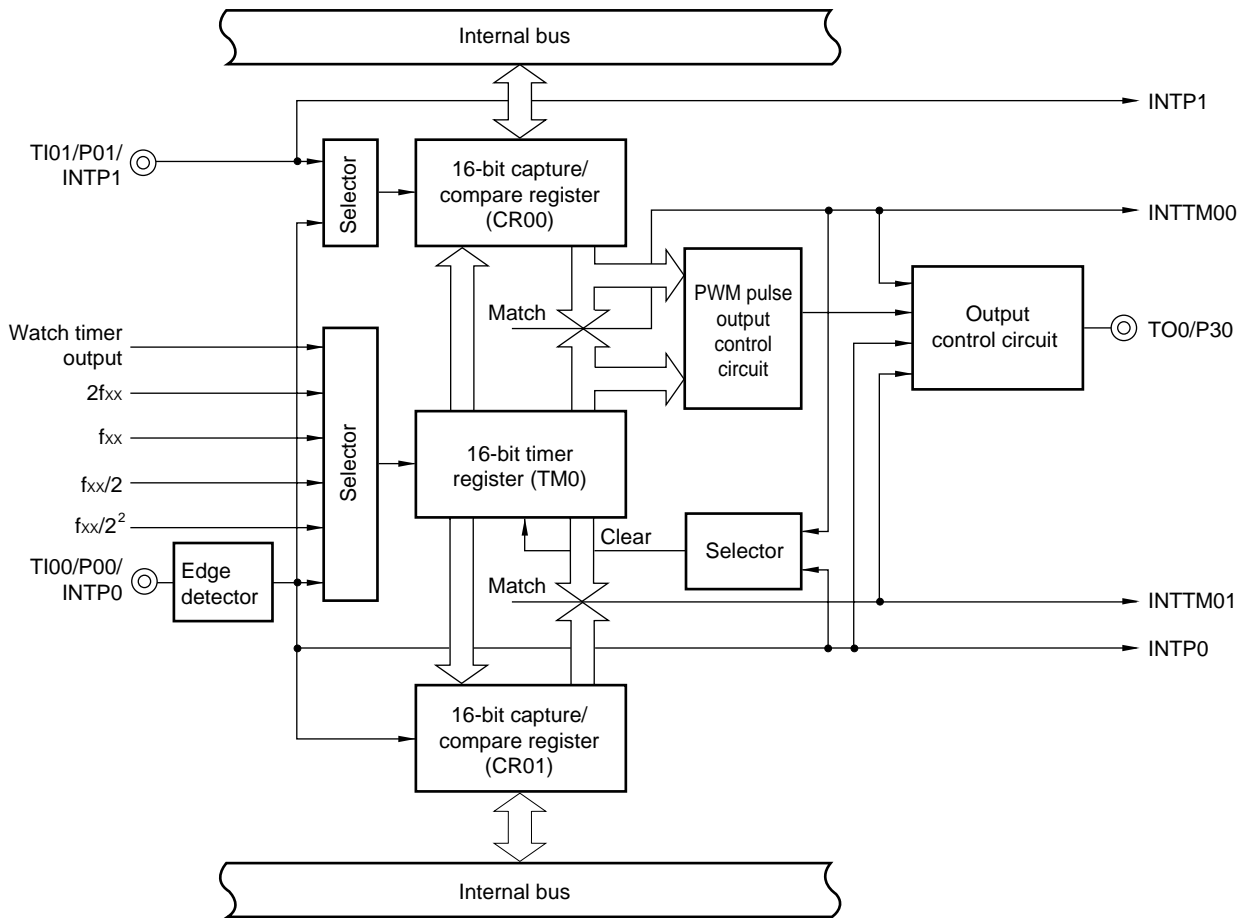 Internal bus
INTP1
TI01/P01/
INTP1
Selector
16-bit capture/
compare register
(CR00)
INTTM00
PWM pulse
output
control
circuit
Match
Output
control circuit
TO0/P30
Watch timer
output
2fxx
fxx
fxx/2
fxx/2²
Selector
16-bit timer
register (TM0)
TI00/P00/
INTP0
Edge
detector
Clear
Selector
Match
INTTM01
INTP0
16-bit capture/
compare register
(CR01)
Internal bus